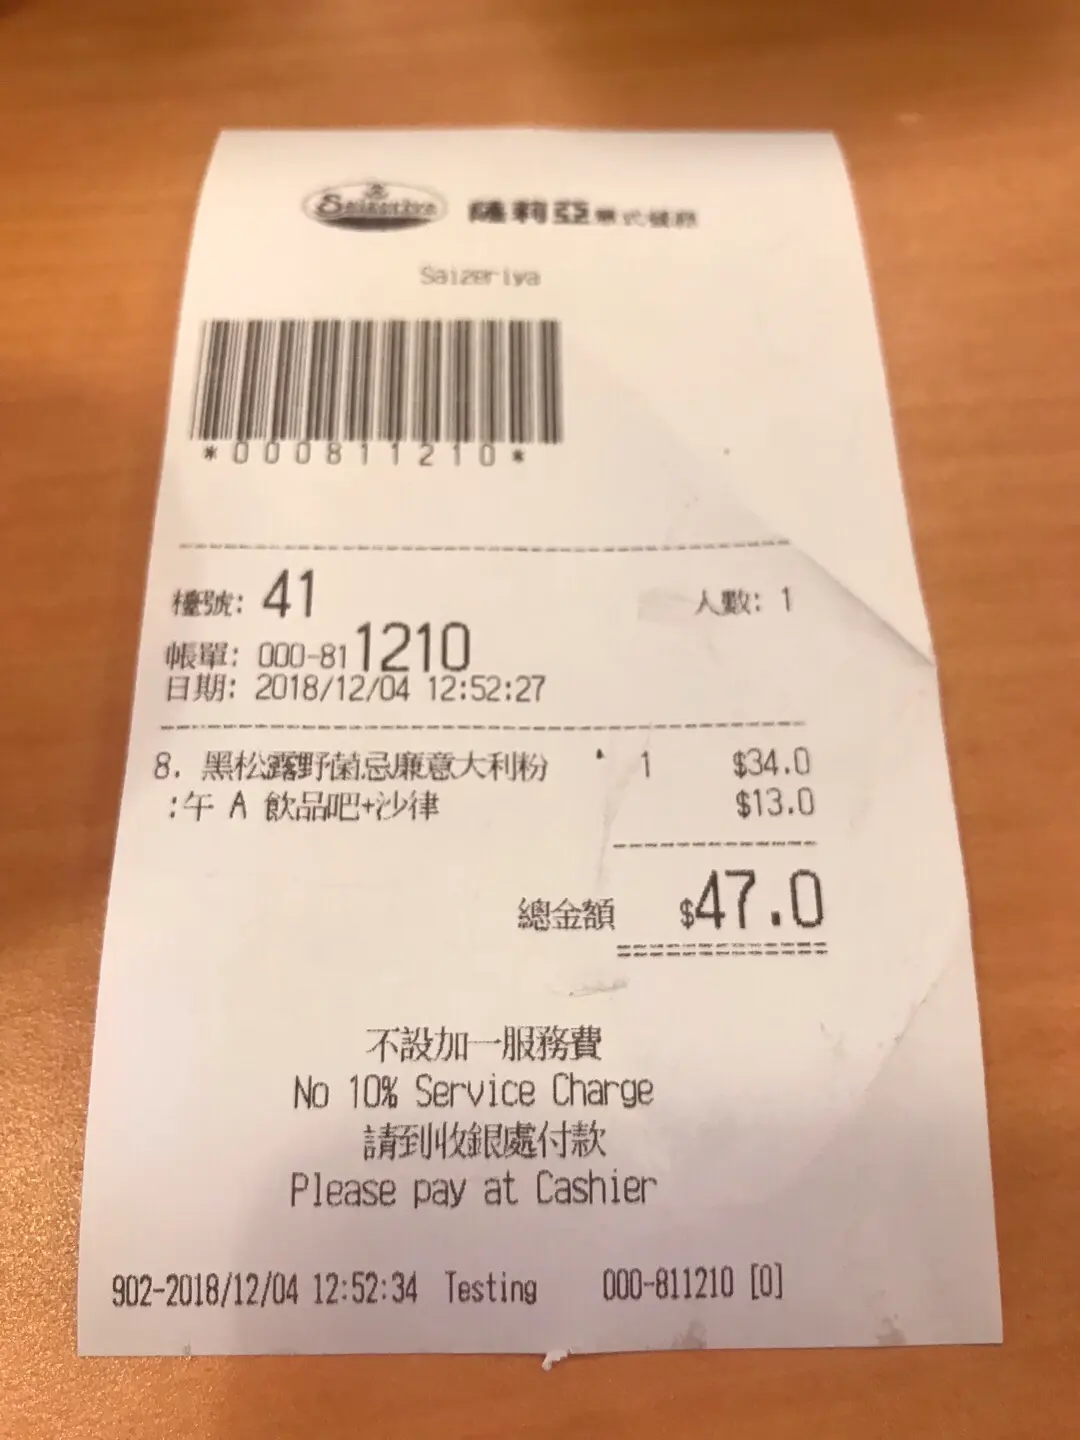 Saizeriya 薩莉亞意式餐廳
Saizeriya
*000811210*
檯號: 41 人數: 1
帳單: 000-811210
日期: 2018/12/04 12:52:27
8. 黑松露野菌忌廉意大利粉 1 $34.0
:午 A 飲品吧+沙律 $13.0
總金額 $47.0
不設加一服務費
No 10% Service Charge
請到收銀處付款
Please pay at Cashier
902-2018/12/04 12:52:34 Testing 000-811210 [0]